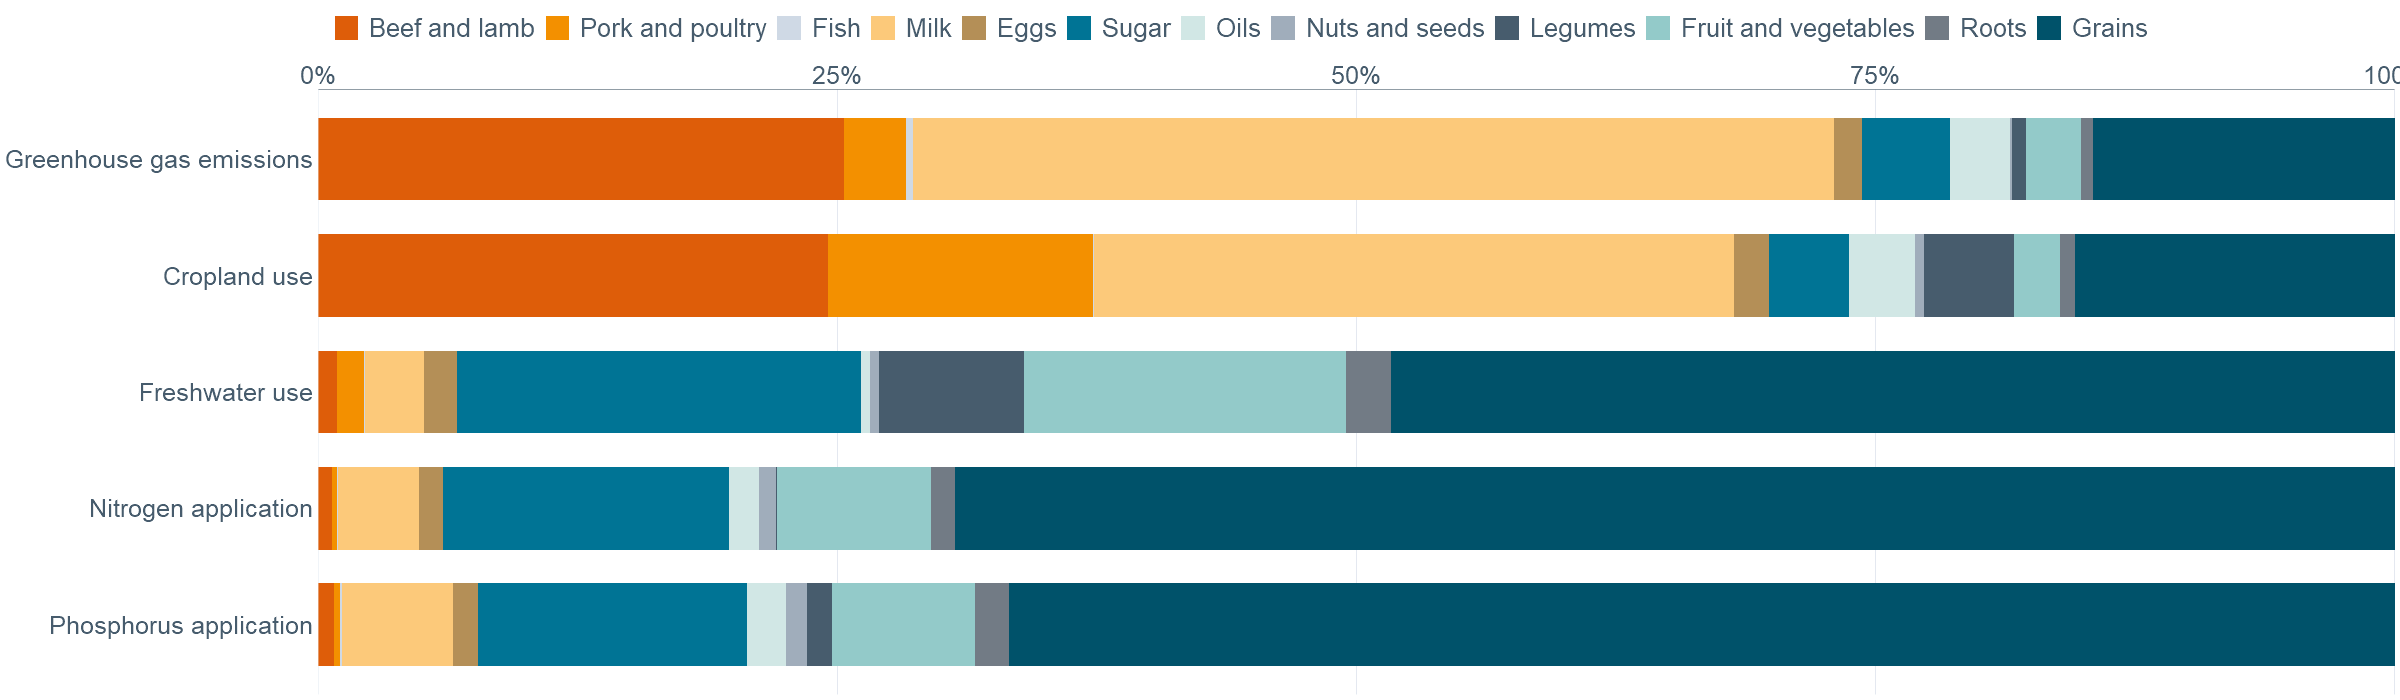 Beef and lamb Pork and poultry Fish Milk Eggs Sugar Oils Nuts and seeds Legumes Fruit and vegetables Roots Grains
0% 25% 50% 75% 100
Greenhouse gas emissions
Cropland use
Freshwater use
Nitrogen application
Phosphorus application